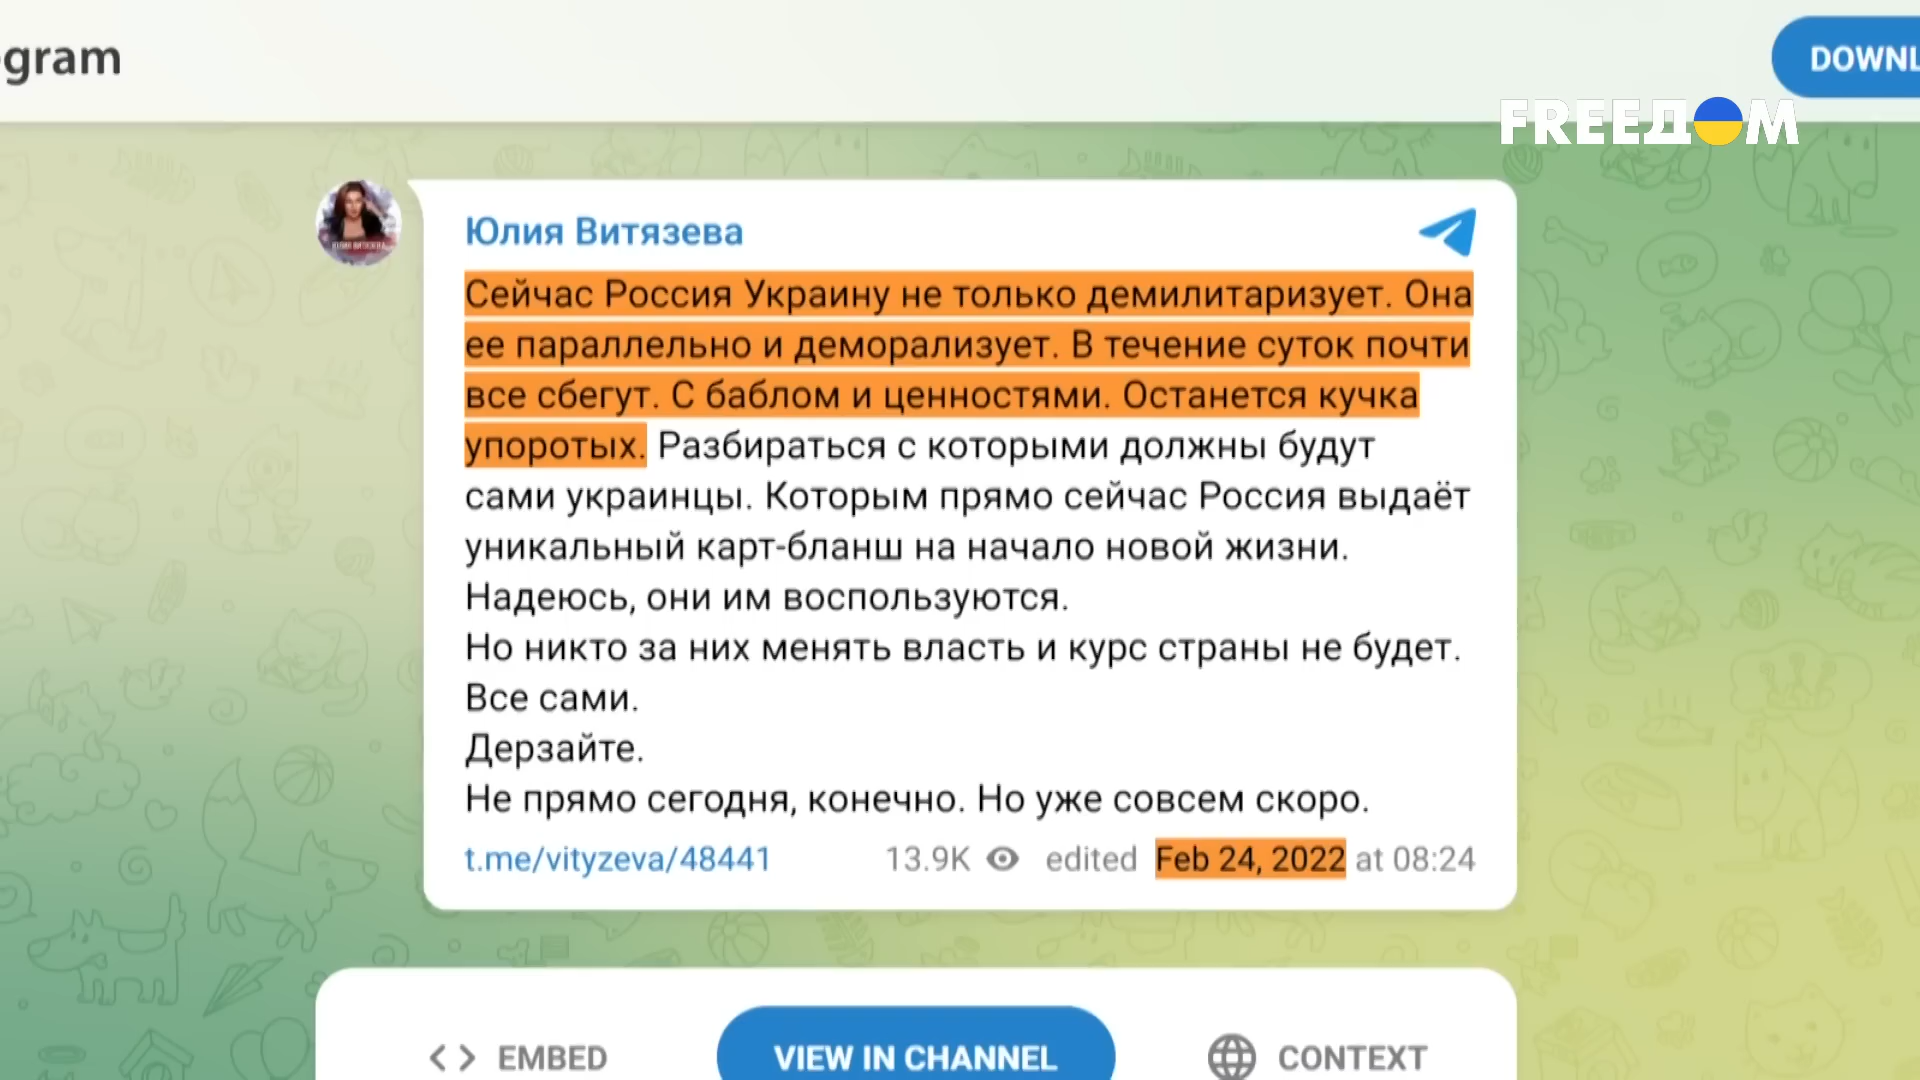 gram
DOWNL
FREEДOM
Юлия Витязева
Сейчас Россия Украину не только демилитаризует. Она
ее параллельно и деморализует. В течение суток почти
все сбегут. С баблом и ценностями. Останется кучка
упоротых. Разбираться с которыми должны будут
сами украинцы. Которым прямо сейчас Россия выдаёт
уникальный карт-бланш на начало новой жизни.
Надеюсь, они им воспользуются.
Но никто за них менять власть и курс страны не будет.
Все сами.
Дерзайте.
Не прямо сегодня, конечно. Но уже совсем скоро.
t.me/vityzeva/48441 13.9K edited Feb 24, 2022 at 08:24
EMBED VIEW IN CHANNEL CONTEXT